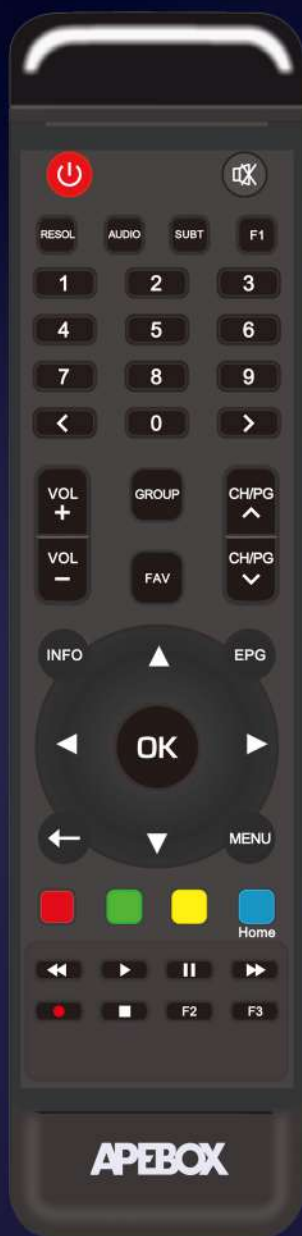 RESOL AUDIO SUBT F1
1 2 3
4 5 6
7 8 9
< 0 >
VOL + GROUP CH/PG
VOL - FAV CH/PG
INFO EPG
OK
MENU
Home
F2 F3
APEBOX